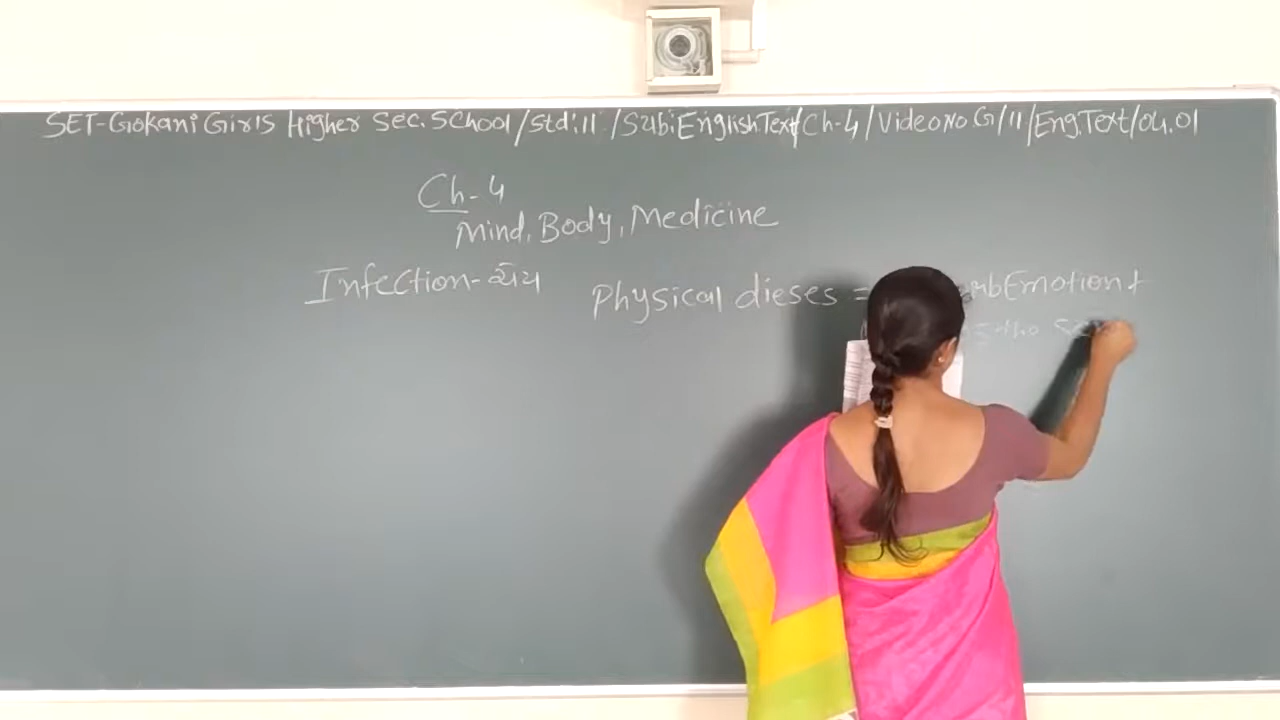 SET-Gokani Girls Higher Sec. School/Std:11 /Sub:English.Text/Ch-4/Video No G/11/Eng.Text/04.01
Ch-4
Mind, Body, Medicine
Infection- Physical dieses = Emotion +